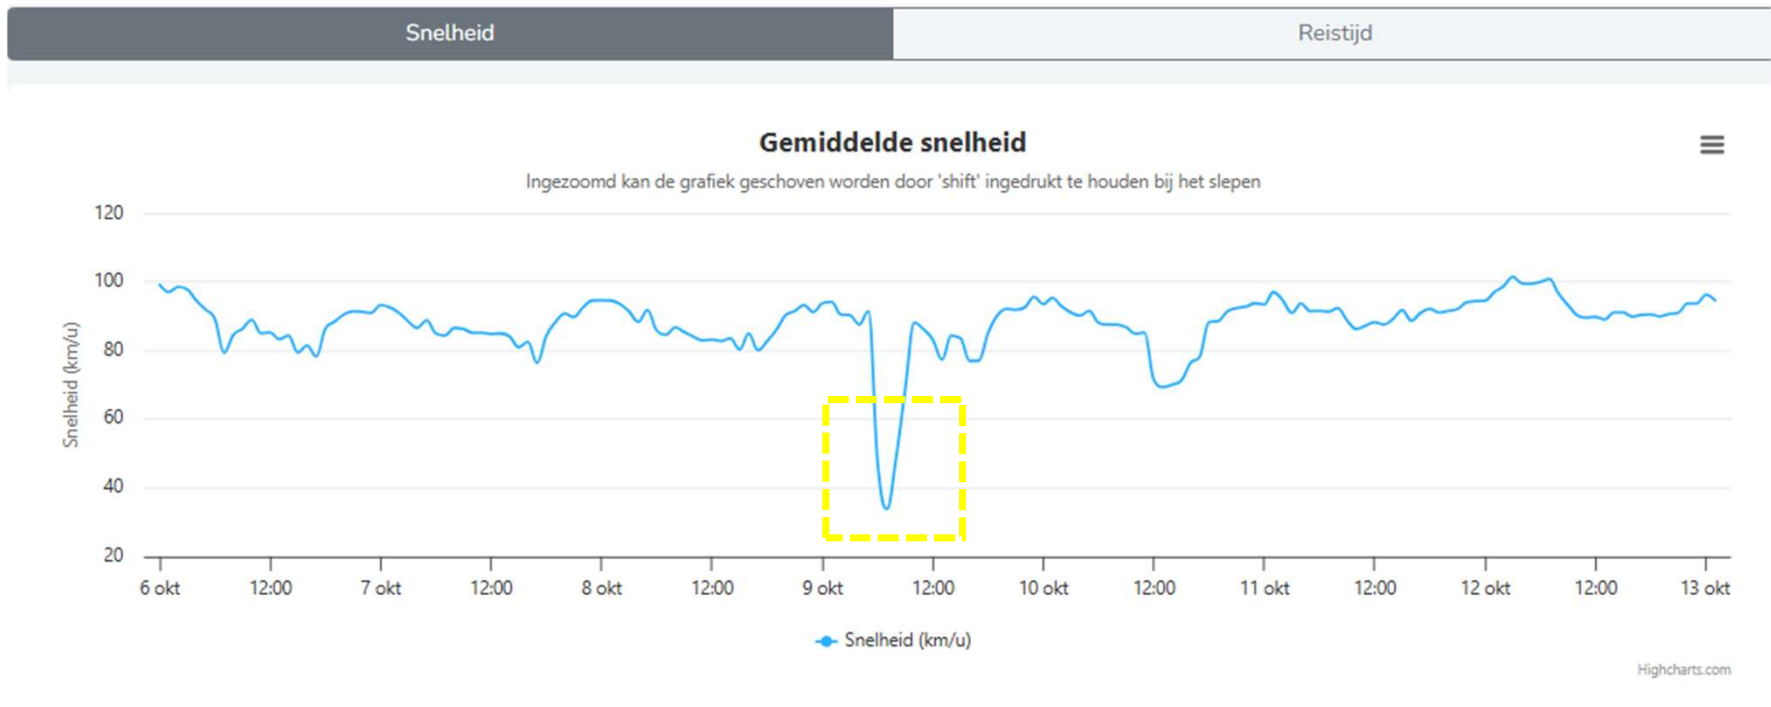 Snelheid
Reistijd
Gemiddelde snelheid
Ingezoomd kan de grafiek geschoven worden door 'shift' ingedrukt te houden bij het slepen
120
100
80
60
40
20
Snelheid (km/u)
6 okt 12:00 7 okt 12:00 8 okt 12:00 9 okt 12:00 10 okt 12:00 11 okt 12:00 12 okt 12:00 13 okt
Snelheid (km/u)
Highcharts.com